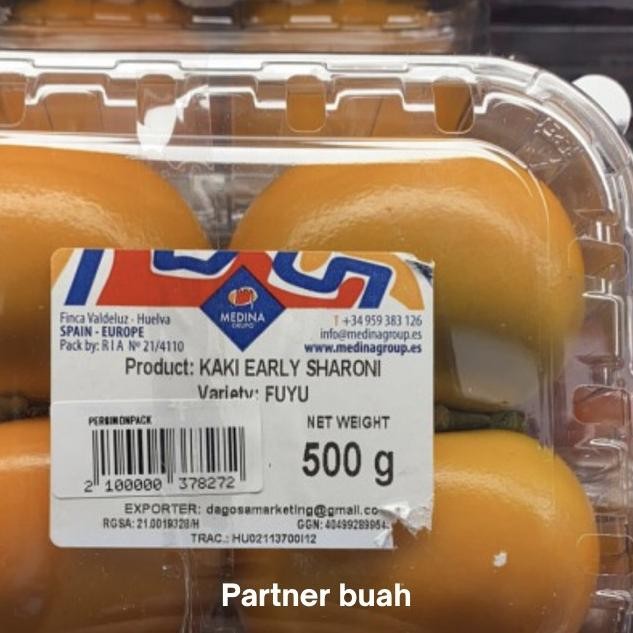 MEDINA
GRUPO
Finca Valdeluz - Huelva
SPAIN - EUROPE
Pack by: R I A Nº 21/4110
T +34 959 383 126
info@medinagroup.es
www.medinagroup.es
Product: KAKI EARLY SHARONI
Variety: FUYU
PERSIMONPACK
2 100000 378272
NET WEIGHT
500 g
EXPORTER: dagosamarketing@gmail.co
RGSA: 21.0019328/H
GGN: 40499289964
TRAC.: HU02113700I12
Partner buah